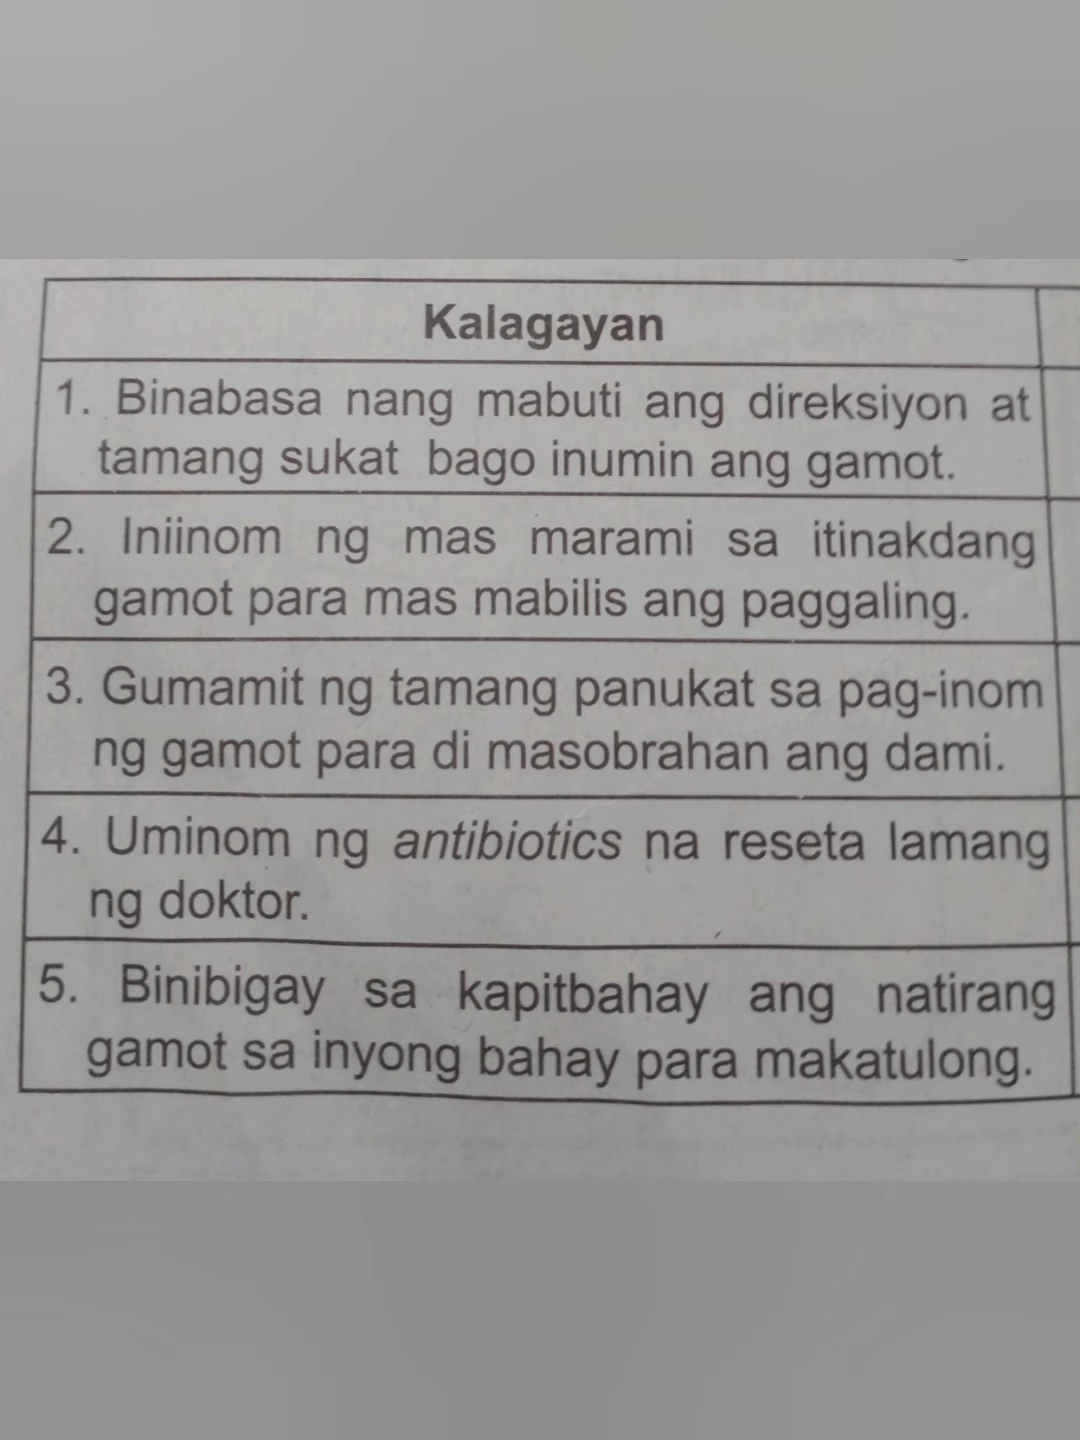 Kalagayan
1. Binabasa nang mabuti ang direksiyon at
tamang sukat bago inumin ang gamot.
2. Iniinom ng mas marami sa itinakdang
gamot para mas mabilis ang paggaling.
3. Gumamit ng tamang panukat sa pag-inom
ng gamot para di masobrahan ang dami.
4. Uminom ng antibiotics na reseta lamang
ng doktor.
5. Binibigay sa kapitbahay ang natirang
gamot sa inyong bahay para makatulong.